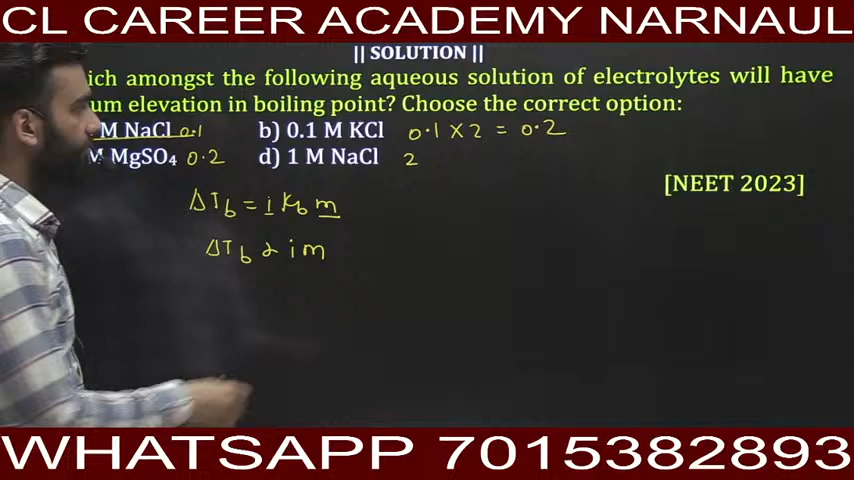 CL CAREER ACADEMY NARNAUL
|| SOLUTION ||
ich amongst the following aqueous solution of electrolytes will have
um elevation in boiling point? Choose the correct option:
M NaCl 0.1 b) 0.1 M KCl 0.1 × 2 = 0.2
M MgSO₄ 0.2 d) 1 M NaCl 2
[NEET 2023]
ΔTb = i Kb m
ΔTb α i m
WHATSAPP 7015382893